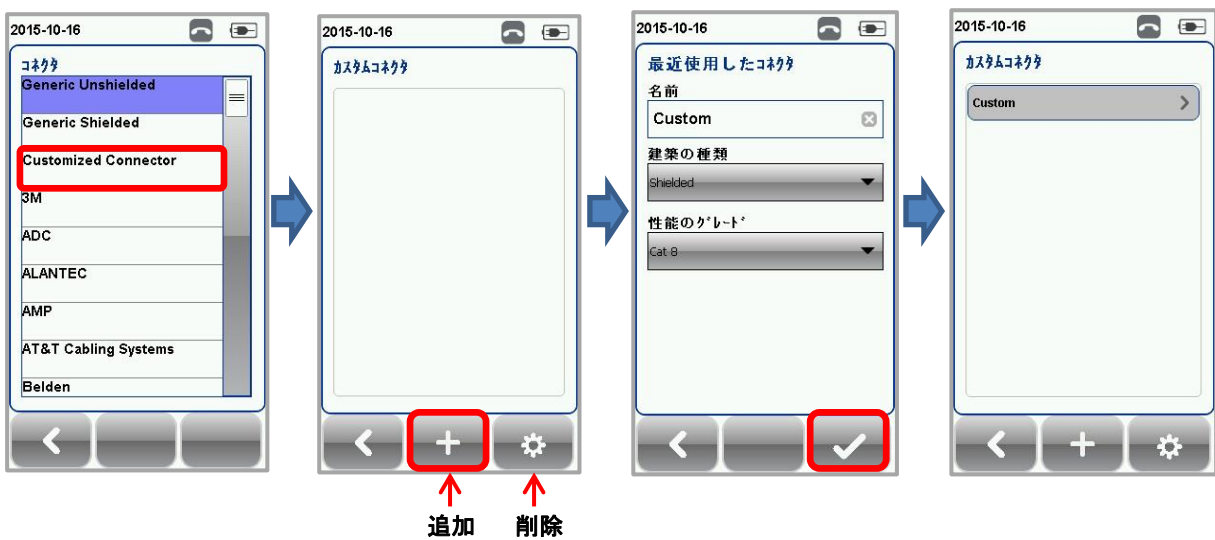 2015-10-16
コネクタ
Generic Unshielded
Generic Shielded
Customized Connector
3M
ADC
ALANTEC
AMP
AT&T Cabling Systems
Belden
2015-10-16
カスタムコネクタ
追加
削除
2015-10-16
最近使用したコネクタ
名前
Custom
建築の種類
Shielded
性能のグレード
Cat 8
2015-10-16
カスタムコネクタ
Custom